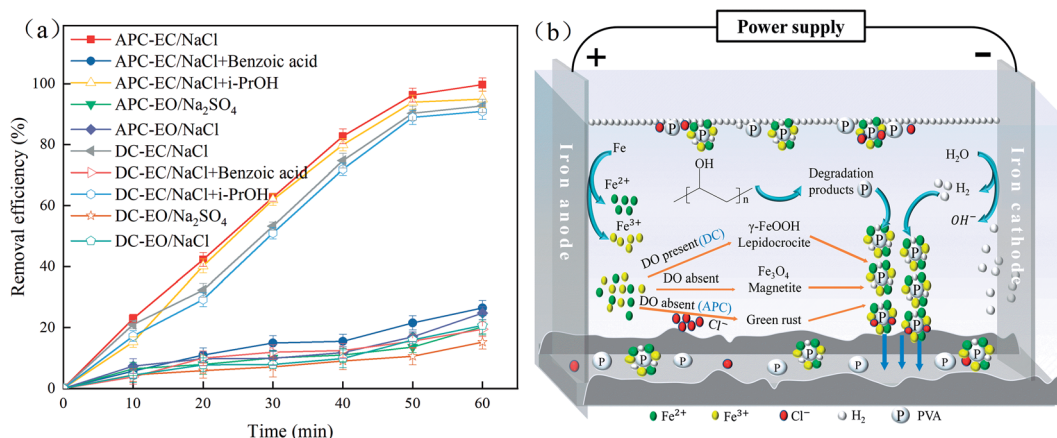 (a)
APC-EC/NaCl
APC-EC/NaCl+Benzoic acid
APC-EC/NaCl+i-PrOH
APC-EO/Na₂SO₄
APC-EO/NaCl
DC-EC/NaCl
DC-EC/NaCl+Benzoic acid
DC-EC/NaCl+i-PrOH
DC-EO/Na₂SO₄
DC-EO/NaCl
Removal efficiency (%)
100
80
60
40
20
0
0 10 20 30 40 50 60
Time (min)
(b)
Power supply
+
−
Iron anode
Iron cathode
P P P P
Fe
Fe²⁺
Fe³⁺
OH
n
Degradation
products P
H₂O
H₂
OH⁻
DO present(DC)
γ-FeOOH
Lepidocrocite
DO absent
Fe₃O₄
Magnetite
DO absent (APC)
Cl⁻
Green rust
P P
P P
P P
P P P P P P P
Fe²⁺ Fe³⁺ Cl⁻ H₂ P PVA